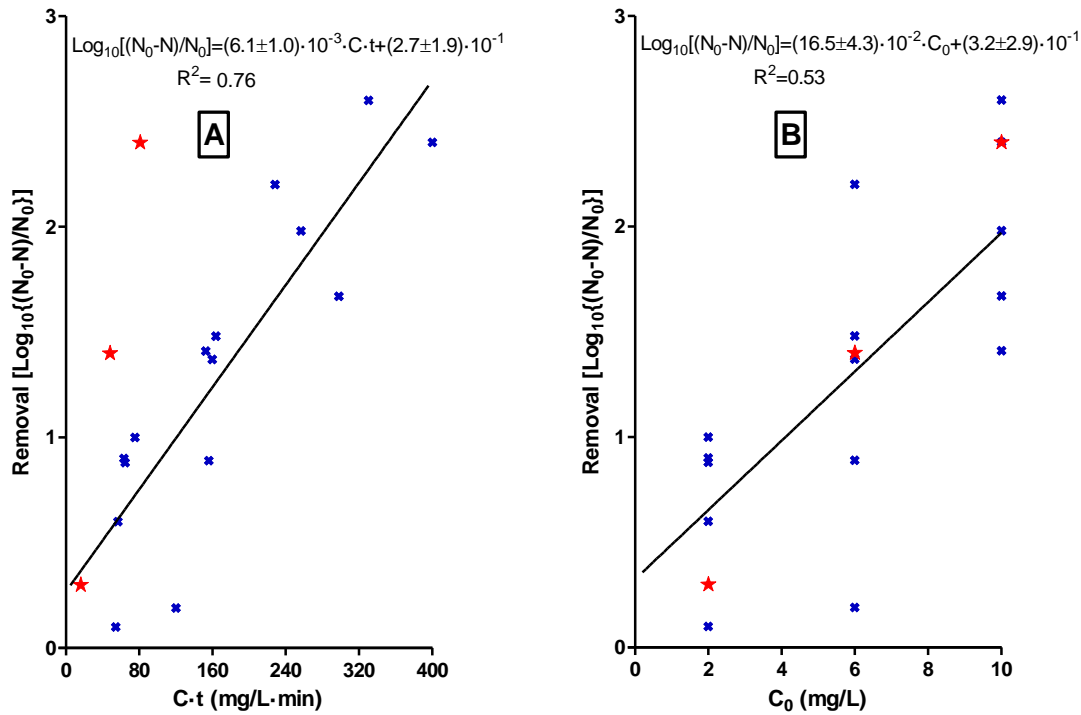 Log₁₀[(N₀-N)/N₀]=(6.1±1.0)·10⁻³·C·t+(2.7±1.9)·10⁻¹
R²= 0.76
A
3
2
1
0
Removal [Log₁₀{(N₀-N)/N₀}]
0 80 160 240 320 400
C·t (mg/L·min)
Log₁₀[(N₀-N)/N₀]=(16.5±4.3)·10⁻²·C₀+(3.2±2.9)·10⁻¹
R²=0.53
B
3
2
1
0
Removal [Log₁₀{(N₀-N)/N₀}]
0 2 4 6 8 10
C₀ (mg/L)